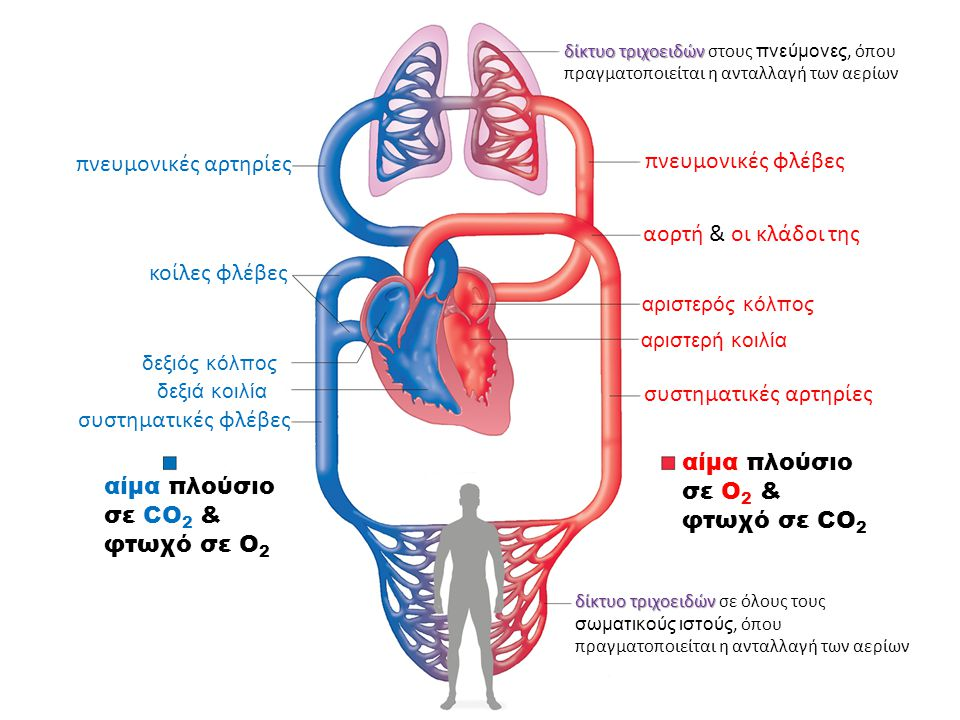 δίκτυο τριχοειδών στους πνεύμονες, όπου
πραγματοποιείται η ανταλλαγή των αερίων
πνευμονικές αρτηρίες
πνευμονικές φλέβες
αορτή & οι κλάδοι της
κοίλες φλέβες
αριστερός κόλπος
αριστερή κοιλία
δεξιός κόλπος
δεξιά κοιλία
συστηματικές αρτηρίες
συστηματικές φλέβες
αίμα πλούσιο
σε CO₂ &
φτωχό σε O₂
αίμα πλούσιο
σε O₂ &
φτωχό σε CO₂
δίκτυο τριχοειδών σε όλους τους
σωματικούς ιστούς, όπου
πραγματοποιείται η ανταλλαγή των αερίων